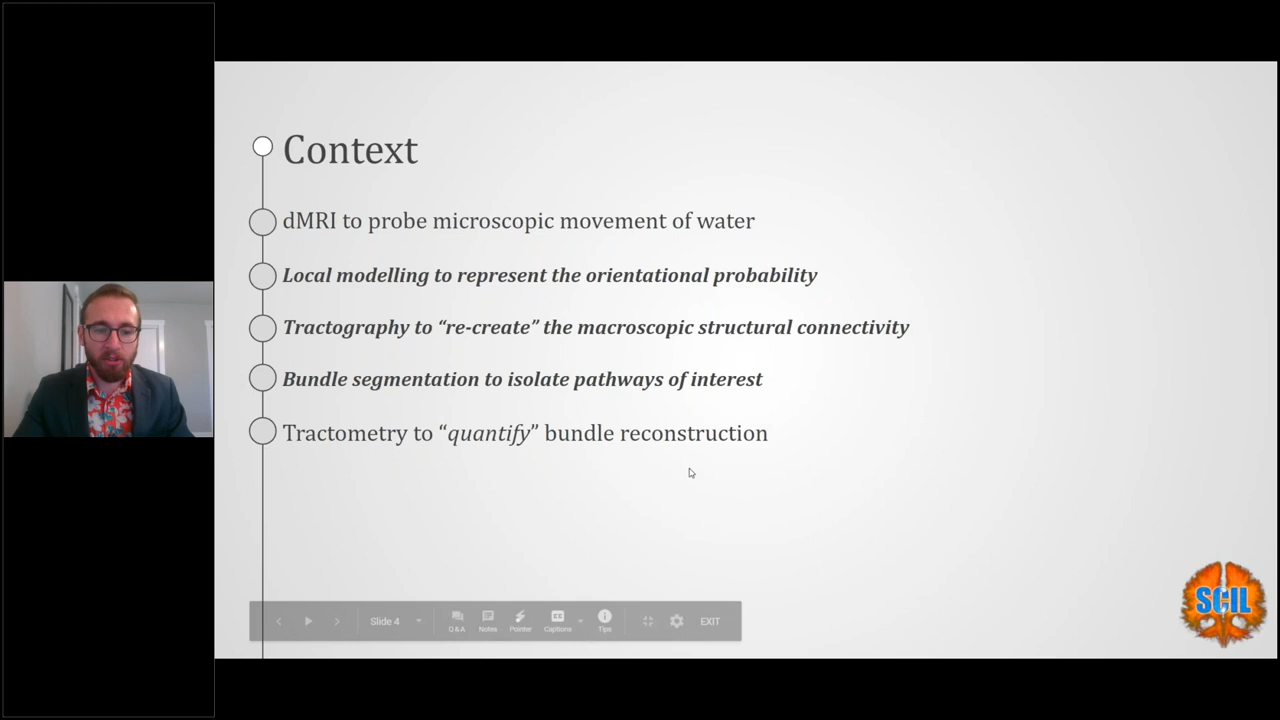 Context
dMRI to probe microscopic movement of water
Local modelling to represent the orientational probability
Tractography to “re-create” the macroscopic structural connectivity
Bundle segmentation to isolate pathways of interest
Tractometry to “quantify” bundle reconstruction
SCIL
Slide 4
Q & A
Notes
Pointer
CC
Captions
Tips
EXIT